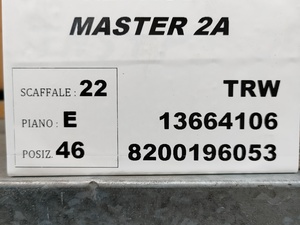 MASTER 2A
SCAFFALE : 22
PIANO : E
POSIZ. 46
TRW
13664106
8200196053